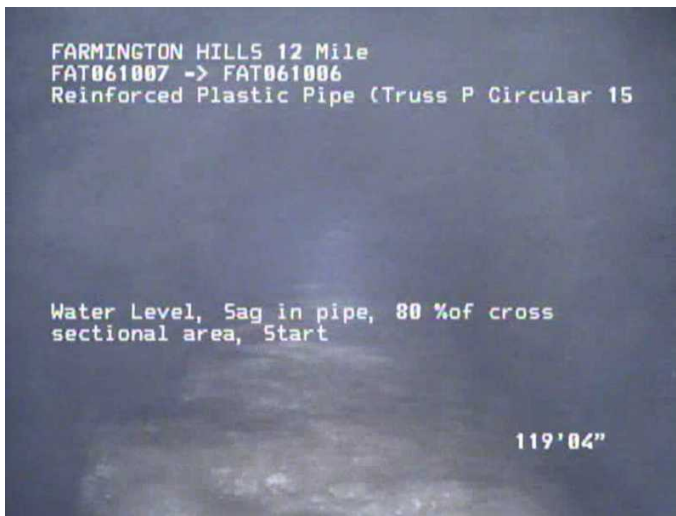 FARMINGTON HILLS 12 Mile
FAT061007 -> FAT061006
Reinforced Plastic Pipe (Truss P Circular 15
Water Level, Sag in pipe, 80 %of cross
sectional area, Start
119'04"